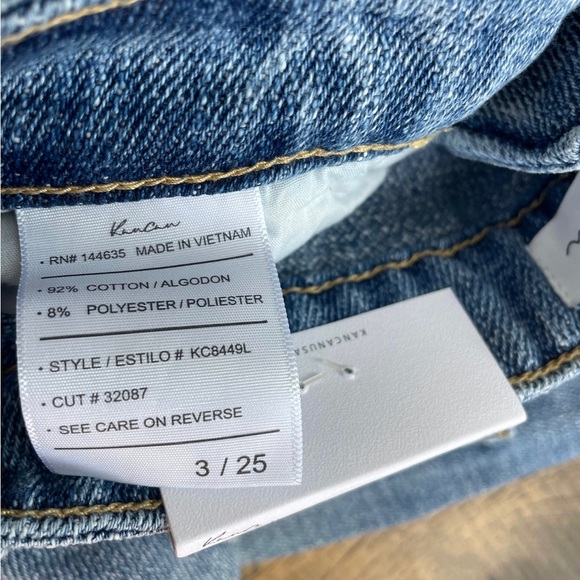 KanCan
• RN# 144635 MADE IN VIETNAM
• 92% COTTON / ALGODON
• 8% POLYESTER / POLIESTER
• STYLE / ESTILO # KC8449L
• CUT # 32087
• SEE CARE ON REVERSE
3 / 25
KANCANUSA